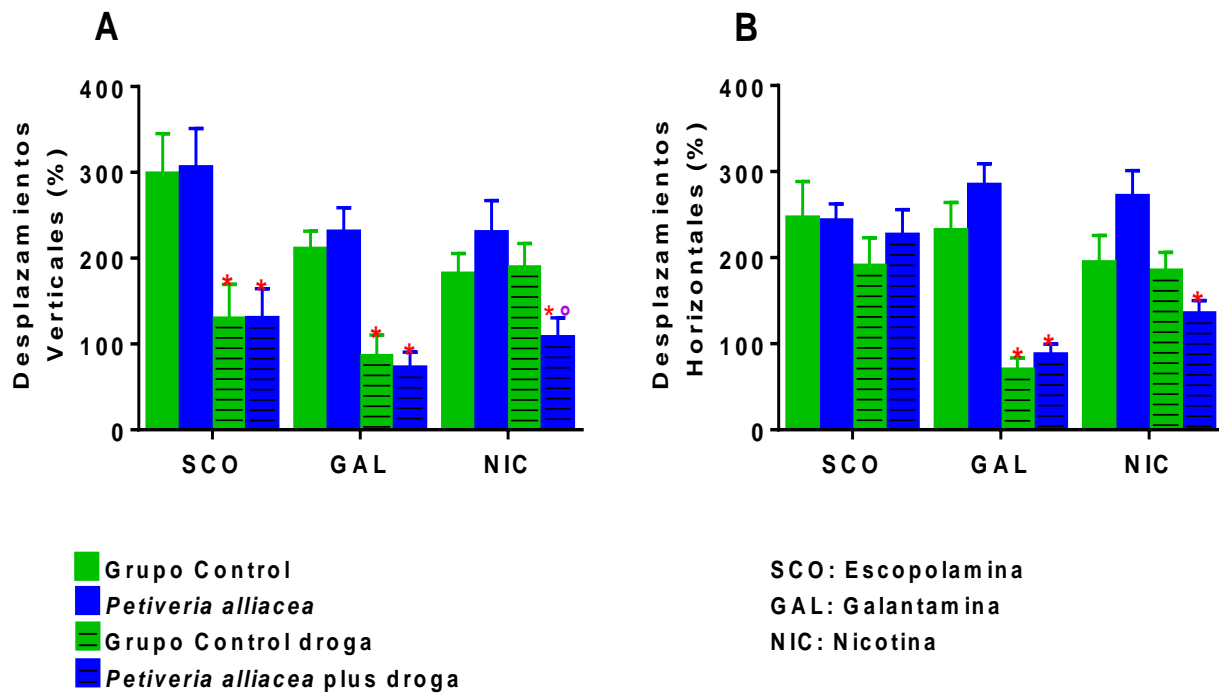 A
Desplazamientos
Verticales (%)
400
300
200
100
0
SCO GAL NIC
* * * * * o
B
Desplazamientos
Horizontales (%)
400
300
200
100
0
SCO GAL NIC
* * *
Grupo Control
Petiveria alliacea
Grupo Control droga
Petiveria alliacea plus droga
SCO: Escopolamina
GAL: Galantamina
NIC: Nicotina